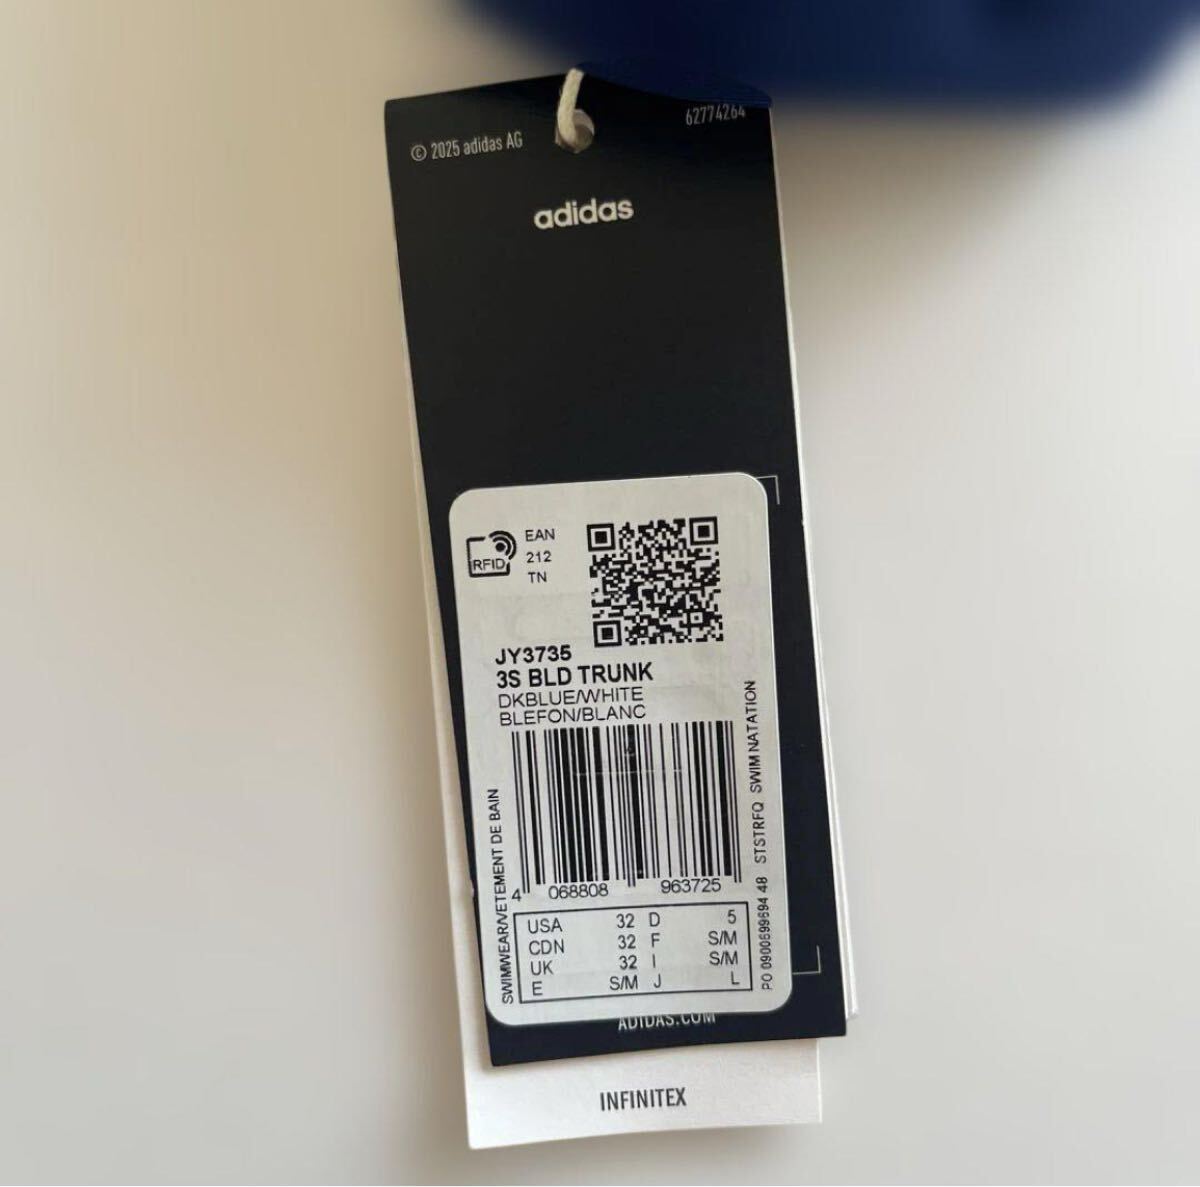 © 2025 adidas AG
62774264
adidas
RFID
EAN
212
TN
JY3735
3S BLD TRUNK
DKBLUE/WHITE
BLEFON/BLANC
SWIMWEAR/VETEMENT DE BAIN
PO 0900699694 48 STSTRFQ SWIM NATATION
4 068808 963725
USA 32 D 5
CDN 32 F S/M
UK 32 I S/M
E S/M J L
ADIDAS.COM
INFINITEX